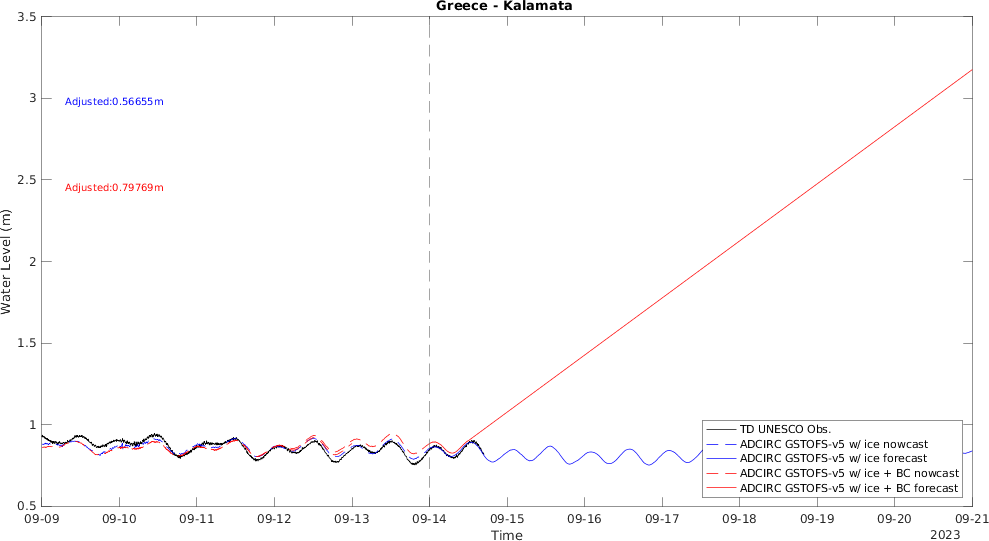 Greece - Kalamata
3.5
3
2.5
2
1.5
1
0.5
Water Level (m)
Adjusted:0.56655m
Adjusted:0.79769m
TD UNESCO Obs.
ADCIRC GSTOFS-v5 w/ ice nowcast
ADCIRC GSTOFS-v5 w/ ice forecast
ADCIRC GSTOFS-v5 w/ ice + BC nowcast
ADCIRC GSTOFS-v5 w/ ice + BC forecast
09-09 09-10 09-11 09-12 09-13 09-14 09-15 09-16 09-17 09-18 09-19 09-20 09-21
Time
2023